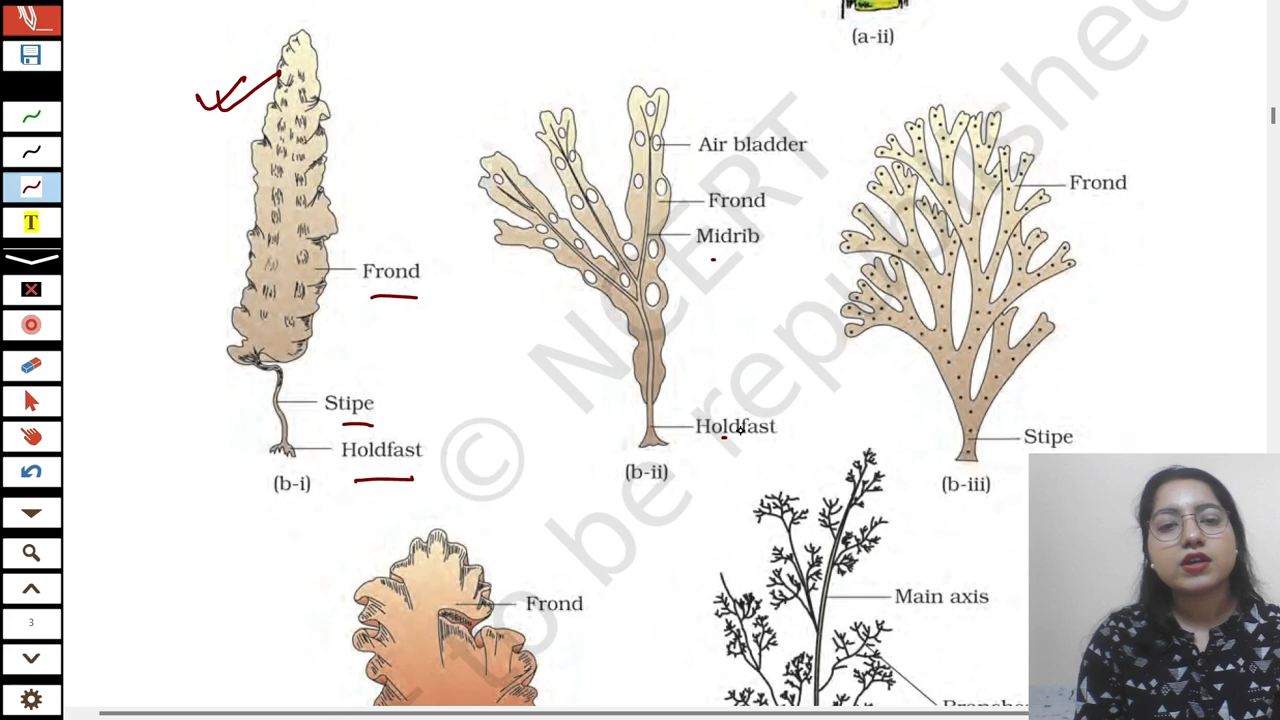 (a-ii)
Air bladder
Frond
Frond
Midrib
Frond
Stipe
Holdfast
Holdfast
Stipe
(b-i)
(b-ii)
(b-iii)
Frond
Main axis
© NCERT
to be republished
T
3